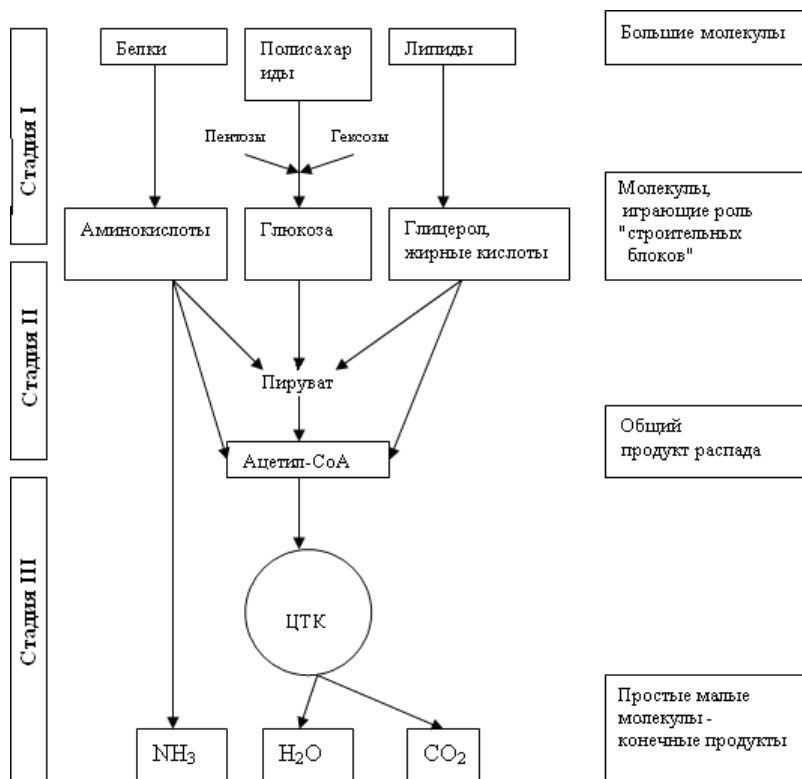 Белки
Полисахар
иды
Липиды
Большие молекулы
Стадия I
Пентозы
Гексозы
Аминокислоты
Глюкоза
Глицерол,
жирные кислоты
Молекулы,
играющие роль
"строительных
блоков"
Стадия II
Пируват
Ацетил-СоА
Общий
продукт распада
Стадия III
ЦТК
NH3
H2O
CO2
Простые малые
молекулы -
конечные продукты